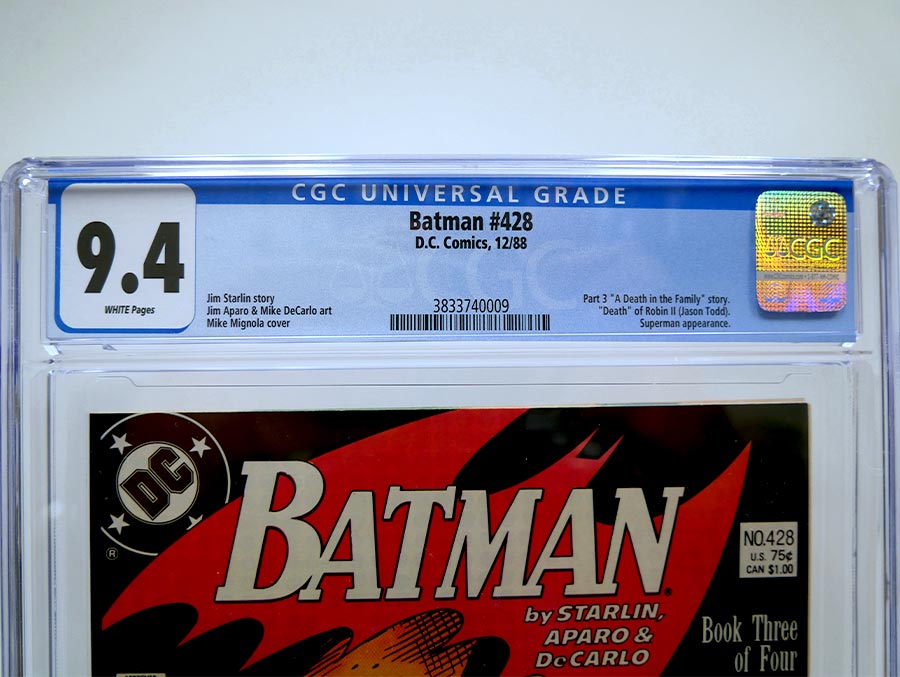 CGC UNIVERSAL GRADE
9.4
WHITE Pages
Batman #428
D.C. Comics, 12/88
Jim Starlin story
Jim Aparo & Mike DeCarlo art
Mike Mignola cover
3833740009
Part 3 "A Death in the Family" story.
"Death" of Robin II (Jason Todd).
Superman appearance.
CGC
CGC
DC
®
BATMAN
by STARLIN,
APARO &
DeCARLO
NO.428
U.S. 75¢
CAN $1.00
Book Three
of Four